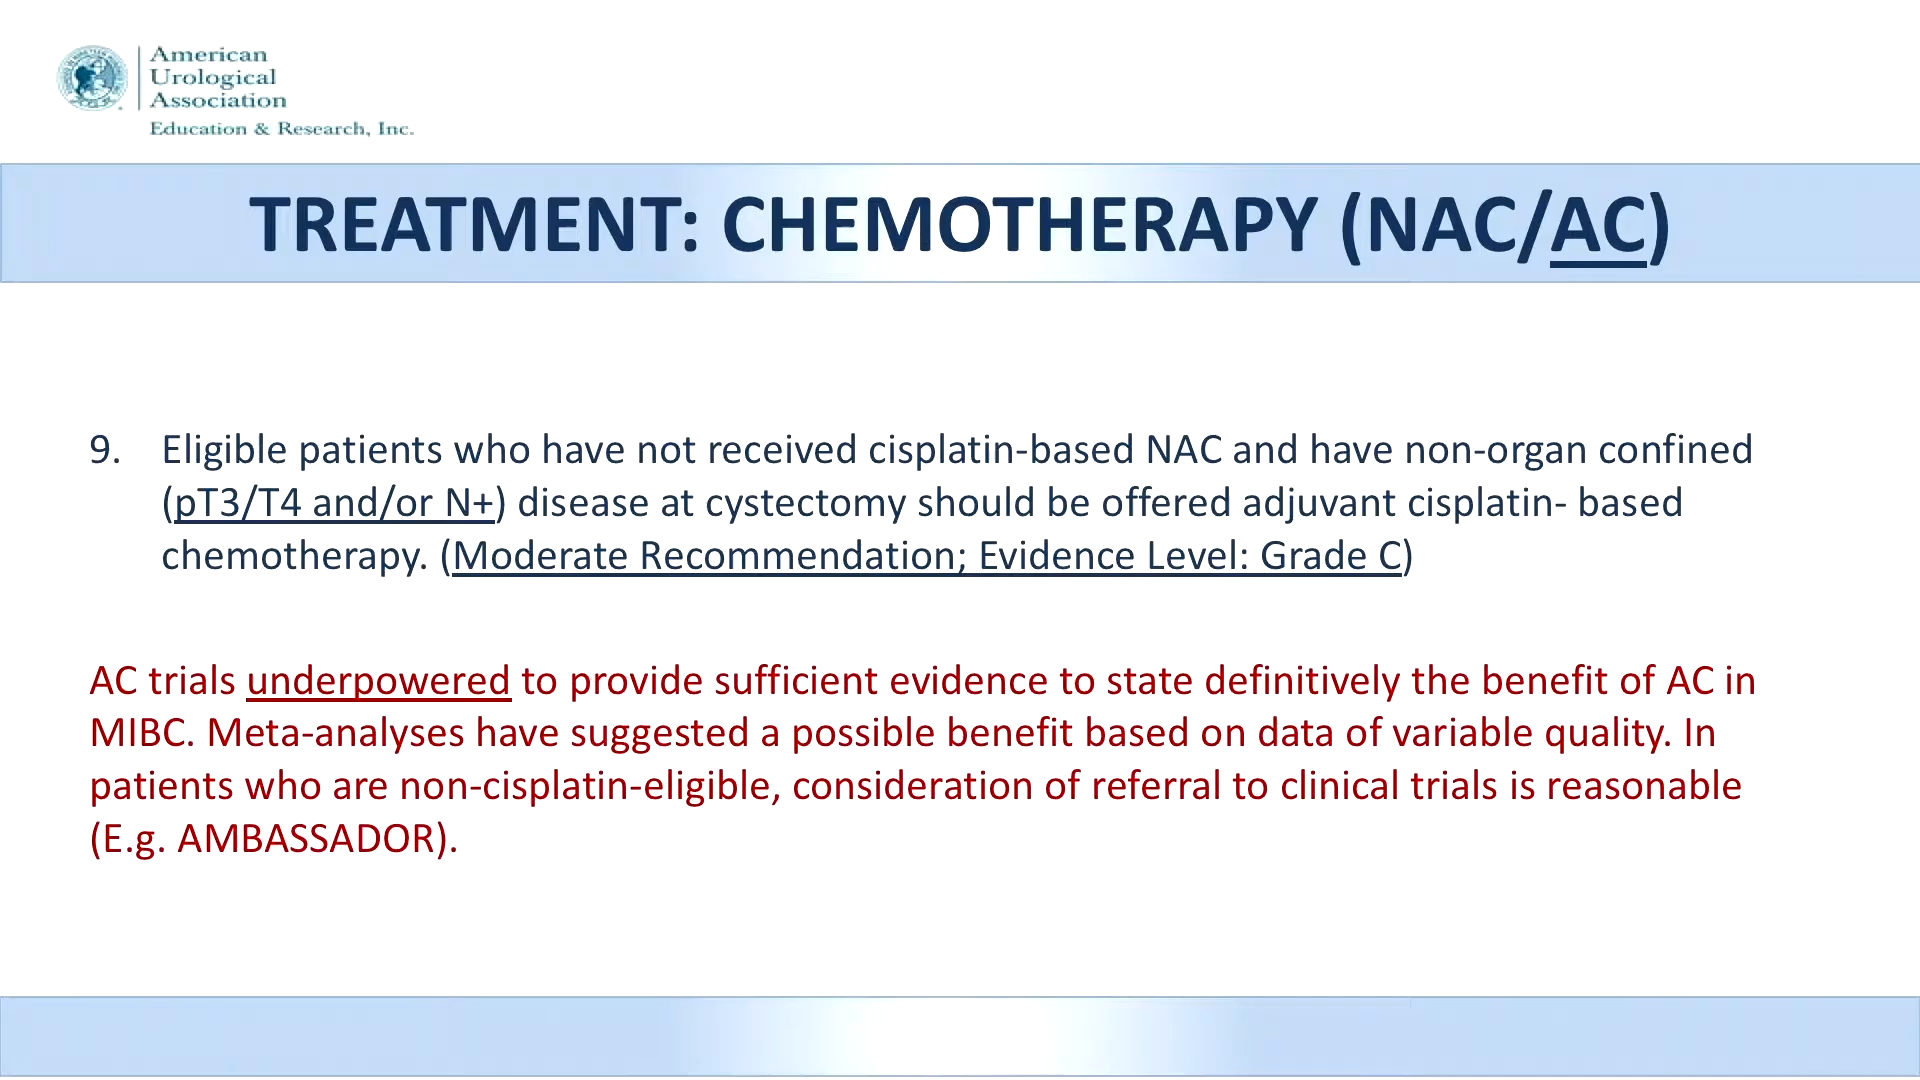 American
Urological
Association
Education & Research, Inc.
TREATMENT: CHEMOTHERAPY (NAC/AC)
9. Eligible patients who have not received cisplatin-based NAC and have non-organ confined
(pT3/T4 and/or N+) disease at cystectomy should be offered adjuvant cisplatin- based
chemotherapy. (Moderate Recommendation; Evidence Level: Grade C)
AC trials underpowered to provide sufficient evidence to state definitively the benefit of AC in
MIBC. Meta-analyses have suggested a possible benefit based on data of variable quality. In
patients who are non-cisplatin-eligible, consideration of referral to clinical trials is reasonable
(E.g. AMBASSADOR).